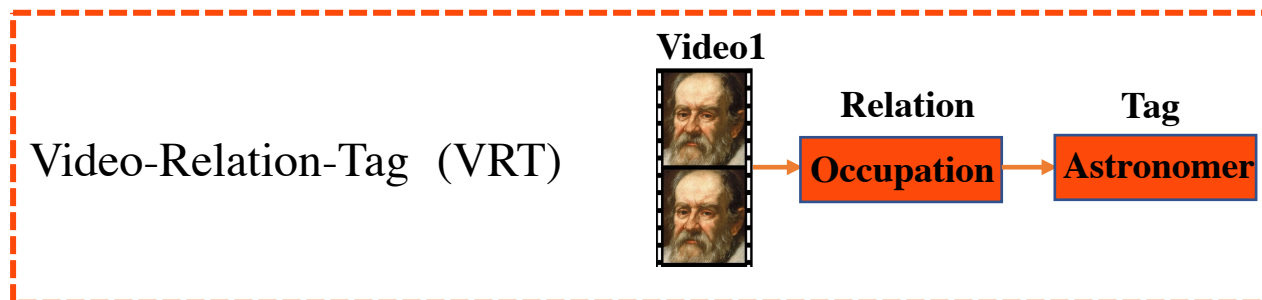 Video-Relation-Tag (VRT)
Video1
Relation
Tag
Occupation
Astronomer